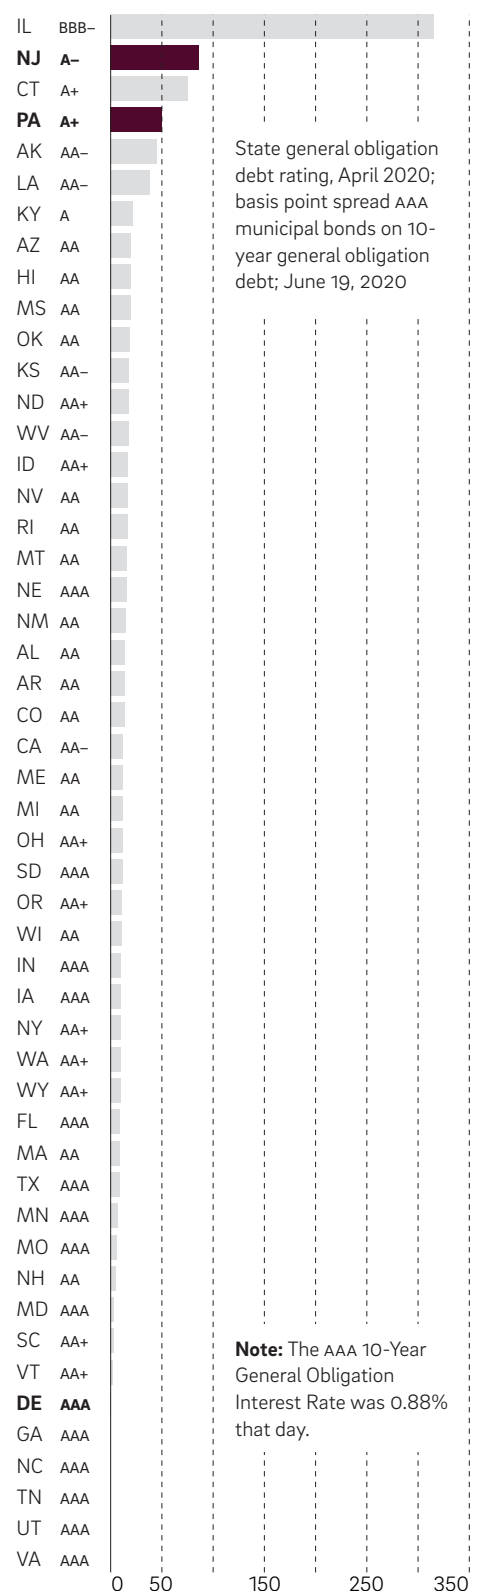 IL BBB–
NJ A–
CT A+
PA A+
AK AA–
LA AA–
KY A
AZ AA
HI AA
MS AA
OK AA
KS AA–
ND AA+
WV AA–
ID AA+
NV AA
RI AA
MT AA
NE AAA
NM AA
AL AA
AR AA
CO AA
CA AA–
ME AA
MI AA
OH AA+
SD AAA
OR AA+
WI AA
IN AAA
IA AAA
NY AA+
WA AA+
WY AA+
FL AAA
MA AA
TX AAA
MN AAA
MO AAA
NH AA
MD AAA
SC AA+
VT AA+
DE AAA
GA AAA
NC AAA
TN AAA
UT AAA
VA AAA
State general obligation
debt rating, April 2020;
basis point spread AAA
municipal bonds on 10-
year general obligation
debt; June 19, 2020
Note: The AAA 10-Year
General Obligation
Interest Rate was 0.88%
that day.
0 50 150 250 350